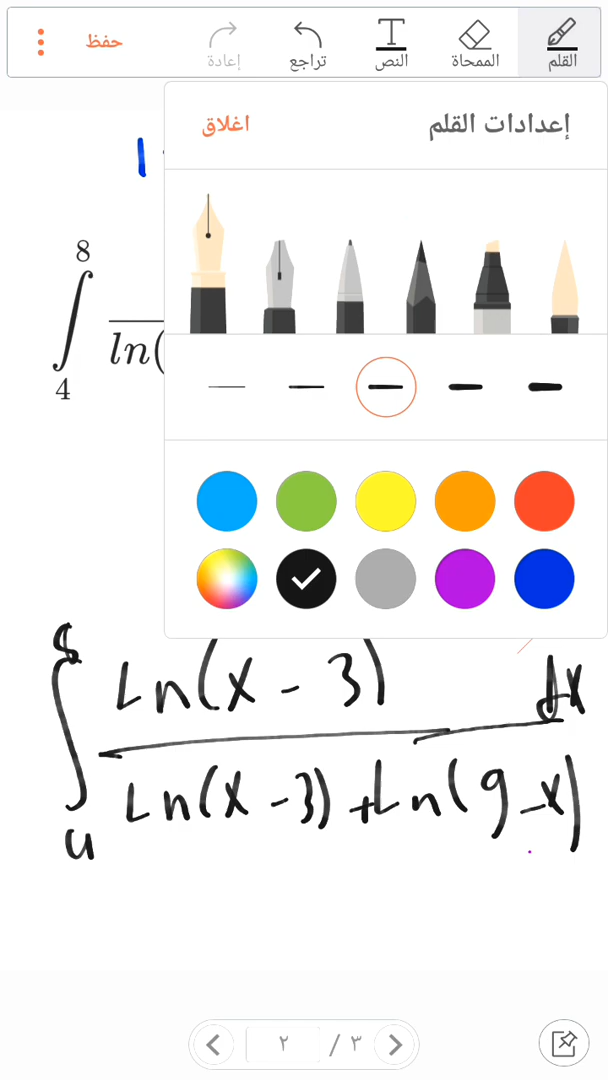 حفظ إعادة تراجع النص الممحاة القلم
إعدادات القلم اغلاق
1
8
∫
ln(
4
8
∫ Ln(x - 3) dx
Ln(x - 3) + Ln(9 - x)
4
٢ / ٣